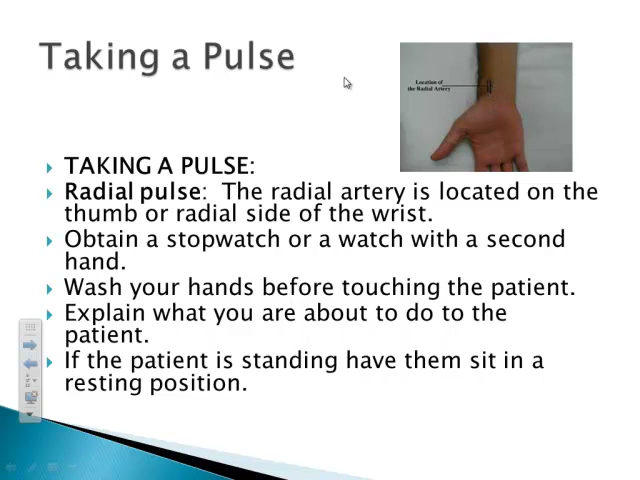 Taking a Pulse
Location of
the Radial Artery
TAKING A PULSE:
Radial pulse:  The radial artery is located on the
thumb or radial side of the wrist.
Obtain a stopwatch or a watch with a second
hand.
Wash your hands before touching the patient.
Explain what you are about to do to the
patient.
If the patient is standing have them sit in a
resting position.